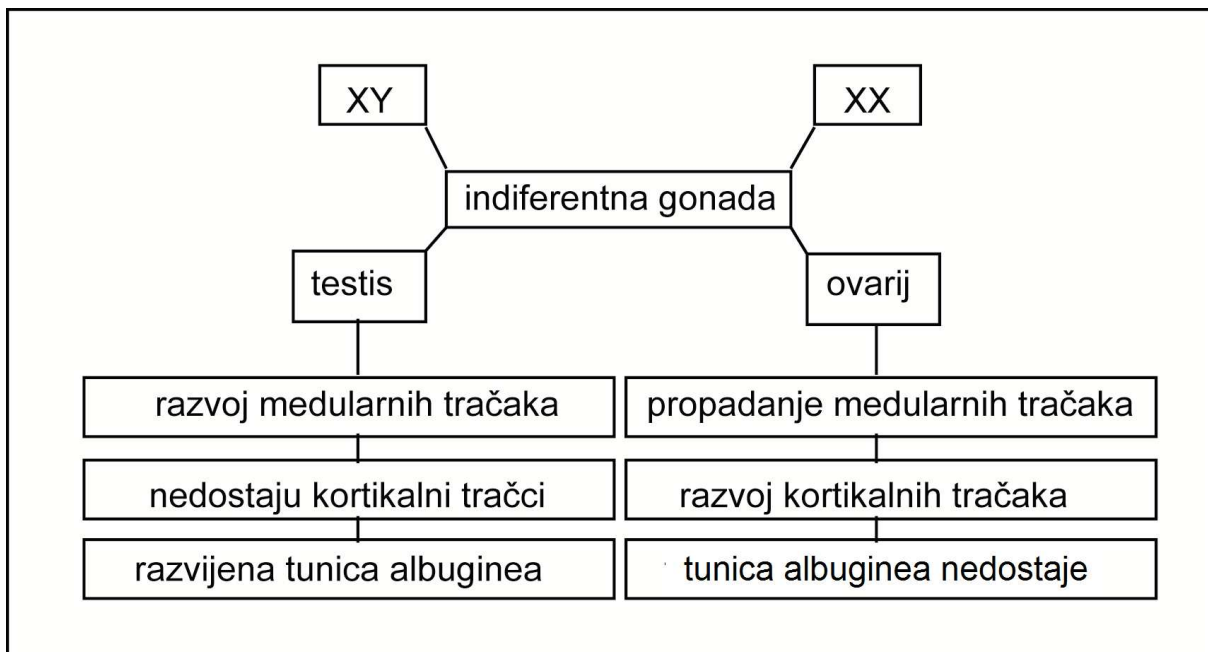 XY
XX
indiferentna gonada
testis
ovarij
razvoj medularnih tračaka
propadanje medularnih tračaka
nedostaju kortikalni tračci
razvoj kortikalnih tračaka
razvijena tunica albuginea
tunica albuginea nedostaje